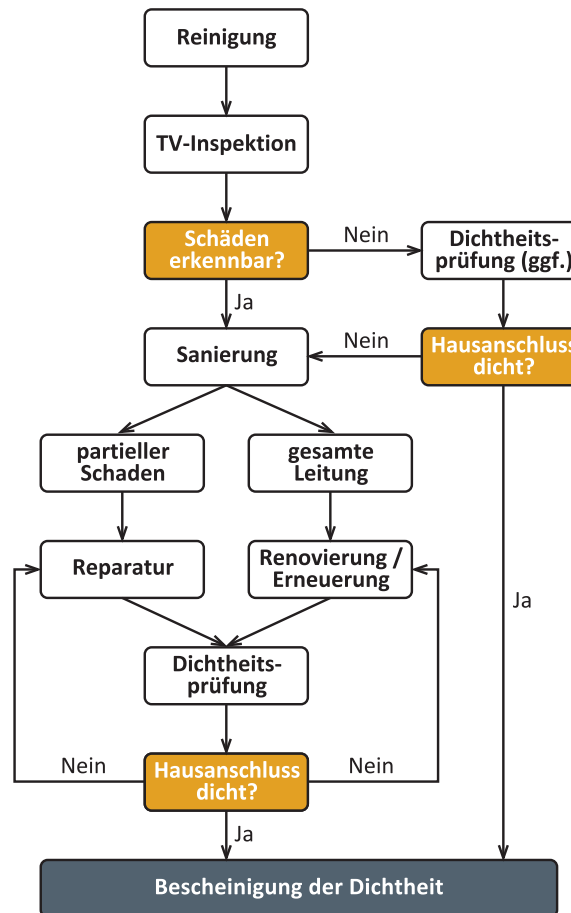 Reinigung
TV-Inspektion
Schäden
erkennbar?
Nein
Dichtheits-
prüfung (ggf.)
Ja
Sanierung
Nein
Hausanschluss
dicht?
partieller
Schaden
gesamte
Leitung
Reparatur
Renovierung /
Erneuerung
Ja
Dichtheits-
prüfung
Nein
Hausanschluss
dicht?
Nein
Ja
Bescheinigung der Dichtheit